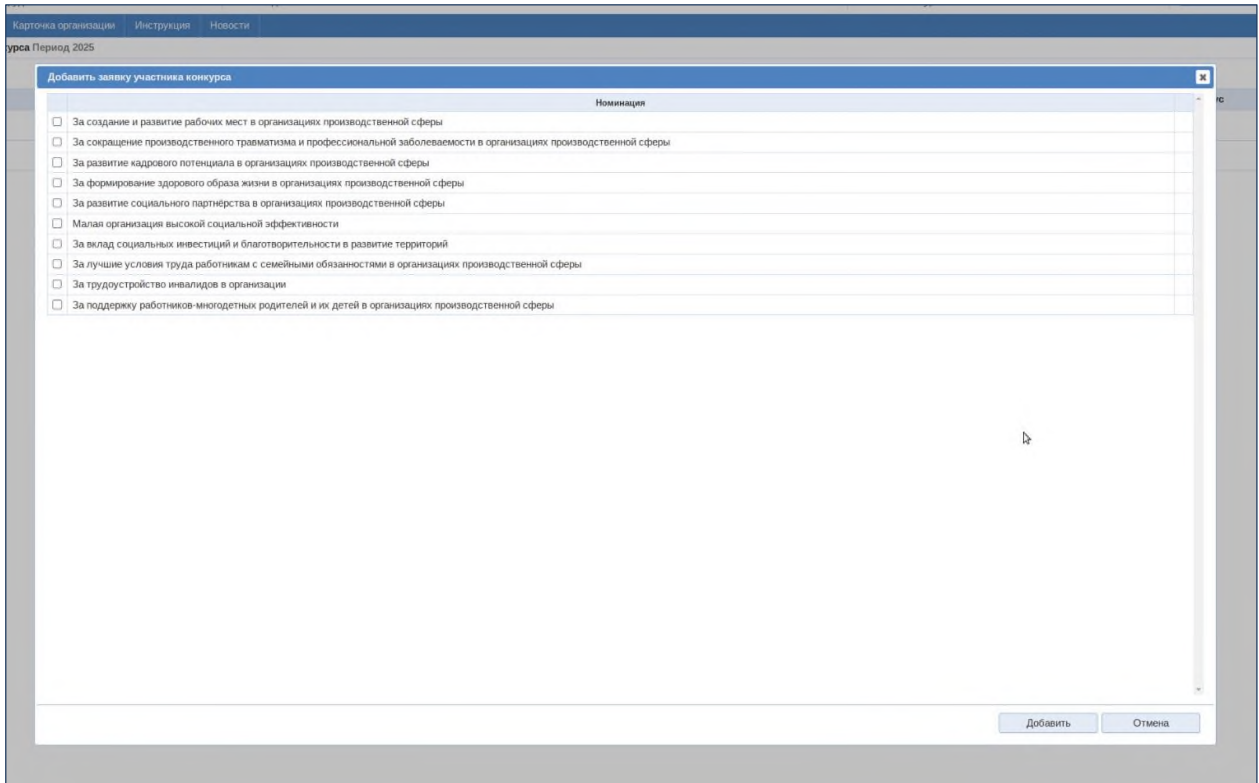 Карточка организации Инструкция Новости
урса Период 2025
Добавить заявку участника конкурса
Номинация
ус
За создание и развитие рабочих мест в организациях производственной сферы
За сокращение производственного травматизма и профессиональной заболеваемости в организациях производственной сферы
За развитие кадрового потенциала в организациях производственной сферы
За формирование здорового образа жизни в организациях производственной сферы
За развитие социального партнёрства в организациях производственной сферы
Малая организация высокой социальной эффективности
За вклад социальных инвестиций и благотворительности в развитие территорий
За лучшие условия труда работникам с семейными обязанностями в организациях производственной сферы
За трудоустройство инвалидов в организации
За поддержку работников-многодетных родителей и их детей в организациях производственной сферы
Добавить Отмена